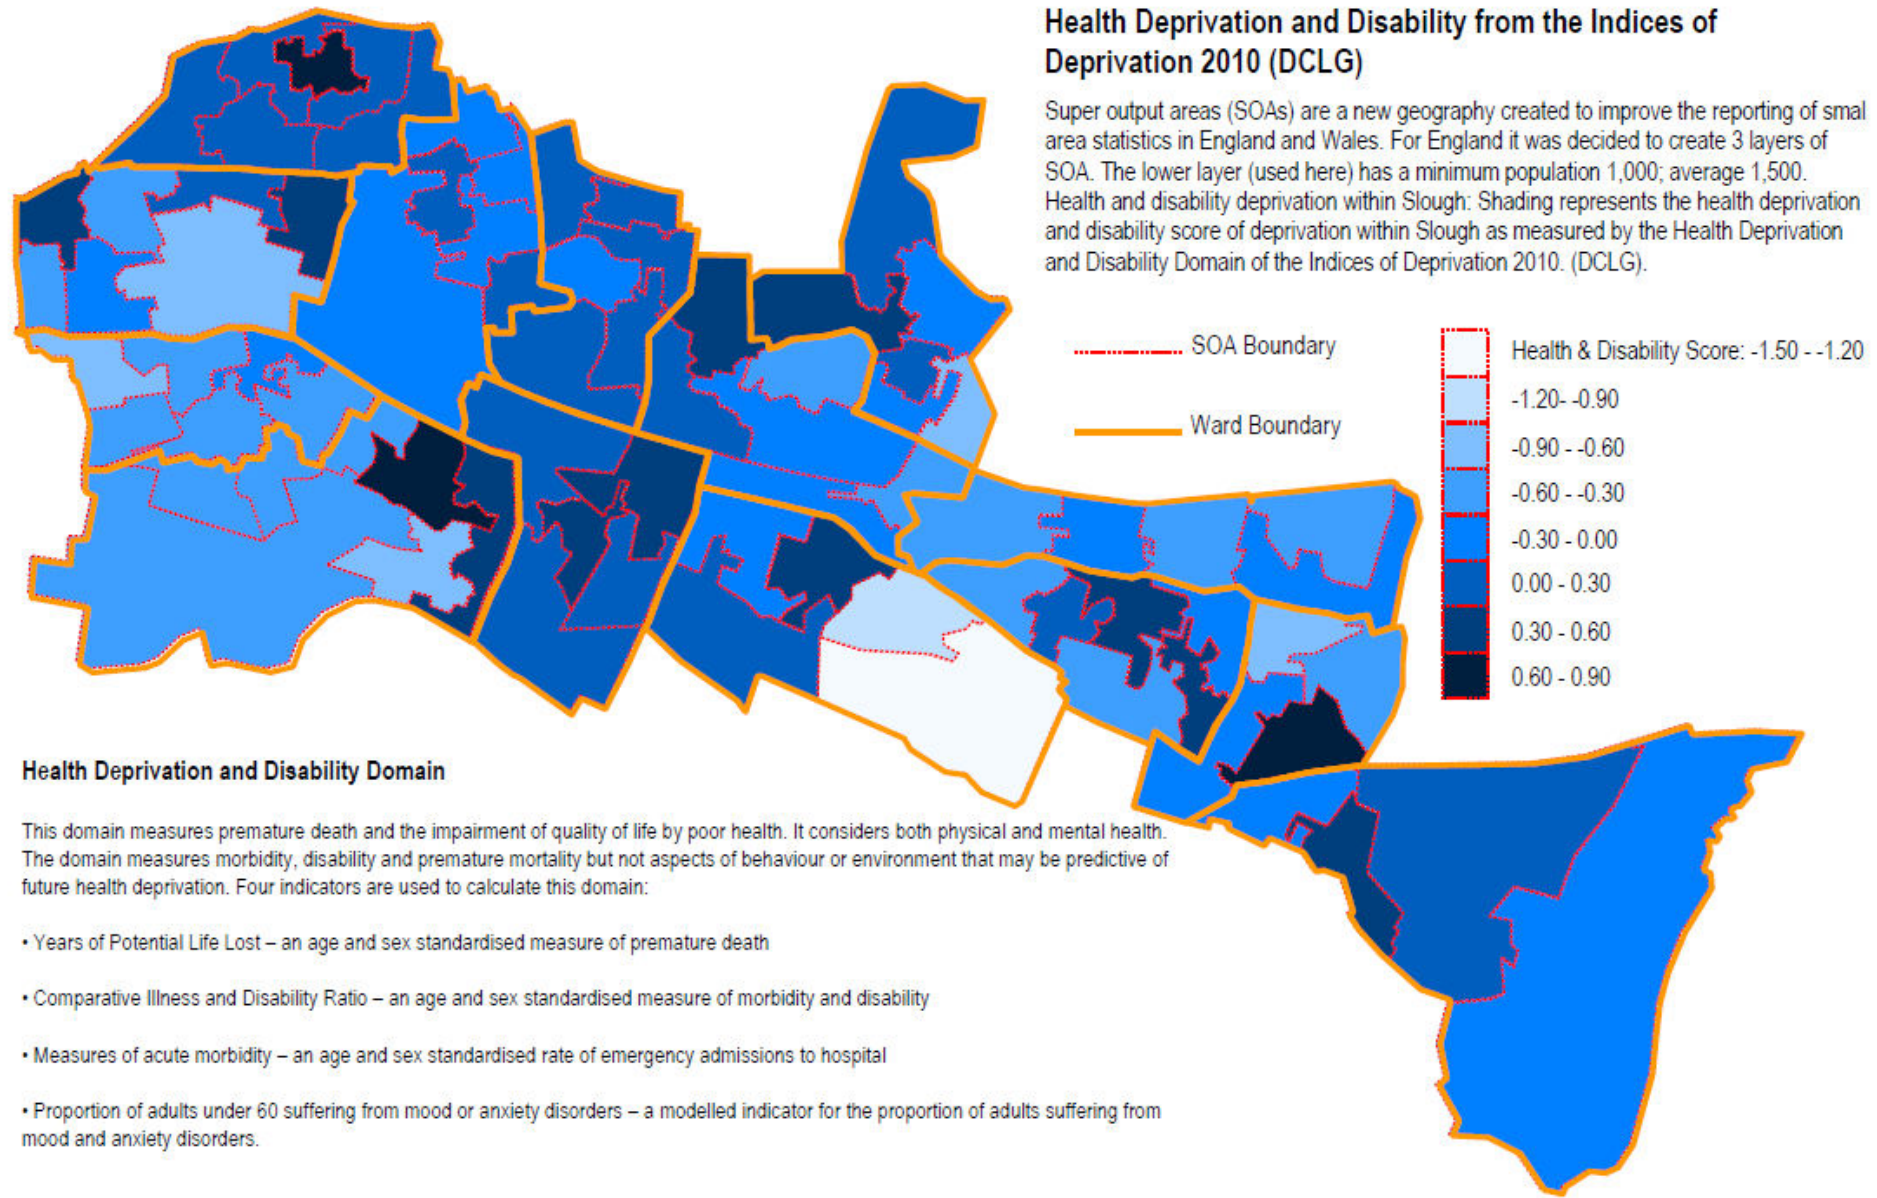 Health Deprivation and Disability from the Indices of
Deprivation 2010 (DCLG)
Super output areas (SOAs) are a new geography created to improve the reporting of smal
area statistics in England and Wales. For England it was decided to create 3 layers of
SOA. The lower layer (used here) has a minimum population 1,000; average 1,500.
Health and disability deprivation within Slough: Shading represents the health deprivation
and disability score of deprivation within Slough as measured by the Health Deprivation
and Disability Domain of the Indices of Deprivation 2010. (DCLG).
SOA Boundary
Ward Boundary
Health & Disability Score: -1.50 - -1.20
-1.20- -0.90
-0.90 - -0.60
-0.60 - -0.30
-0.30 - 0.00
0.00 - 0.30
0.30 - 0.60
0.60 - 0.90
Health Deprivation and Disability Domain
This domain measures premature death and the impairment of quality of life by poor health. It considers both physical and mental health.
The domain measures morbidity, disability and premature mortality but not aspects of behaviour or environment that may be predictive of
future health deprivation. Four indicators are used to calculate this domain:
• Years of Potential Life Lost – an age and sex standardised measure of premature death
• Comparative Illness and Disability Ratio – an age and sex standardised measure of morbidity and disability
• Measures of acute morbidity – an age and sex standardised rate of emergency admissions to hospital
• Proportion of adults under 60 suffering from mood or anxiety disorders – a modelled indicator for the proportion of adults suffering from
mood and anxiety disorders.